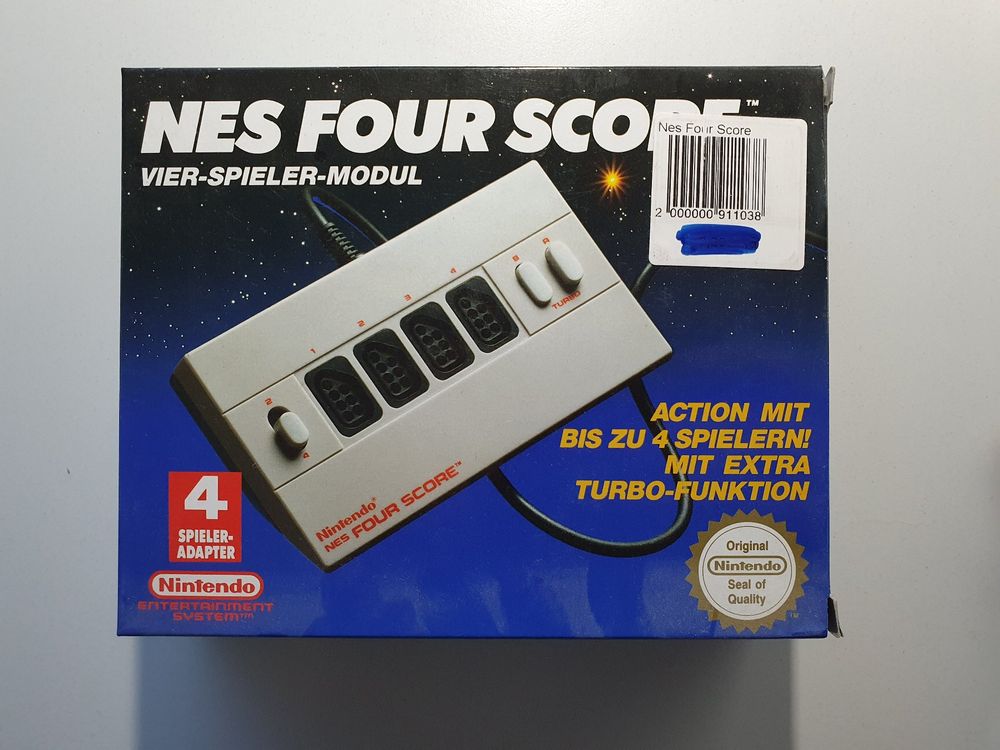 NES FOUR SCORE™
VIER-SPIELER-MODUL
Nes Four Score
2 000000 911038
1
2
3
4
B
A
TURBO
2
4
Nintendo®
NES FOUR SCORE™
ACTION MIT
BIS ZU 4 SPIELERN!
MIT EXTRA
TURBO-FUNKTION
4
SPIELER-
ADAPTER
Nintendo
ENTERTAINMENT
SYSTEM™
Original
Nintendo
Seal of
Quality
TM